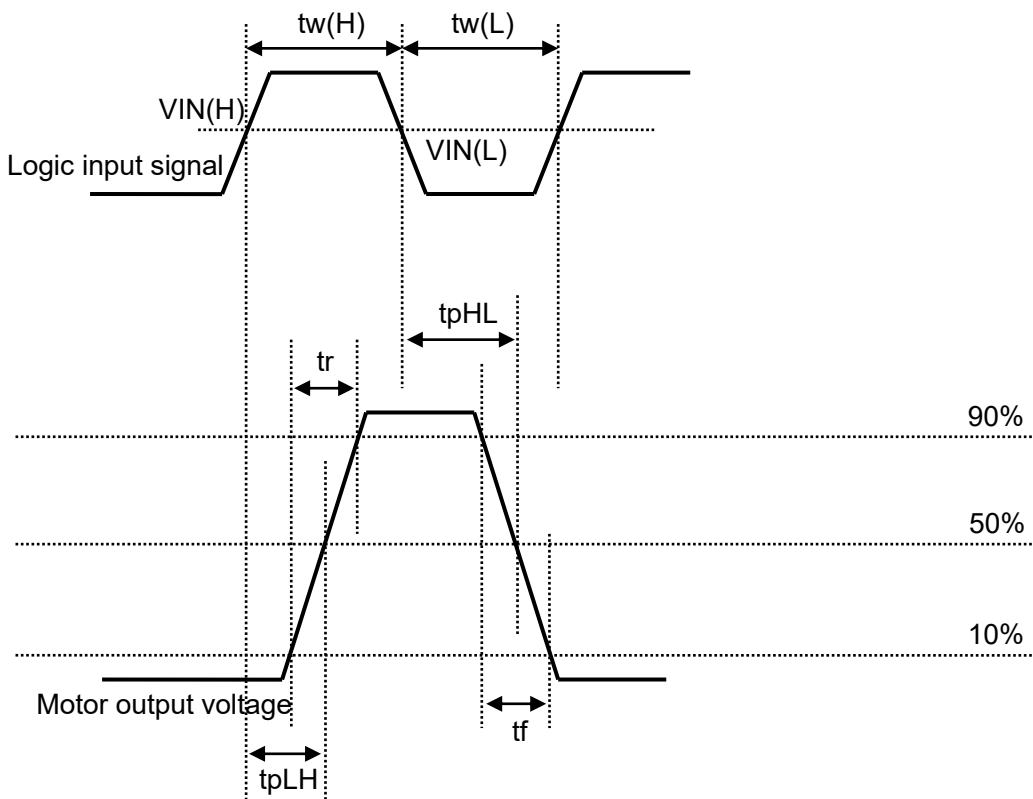 tw(H)
tw(L)
VIN(H)
VIN(L)
Logic input signal
tpHL
tr
90%
50%
10%
Motor output voltage
tf
tpLH